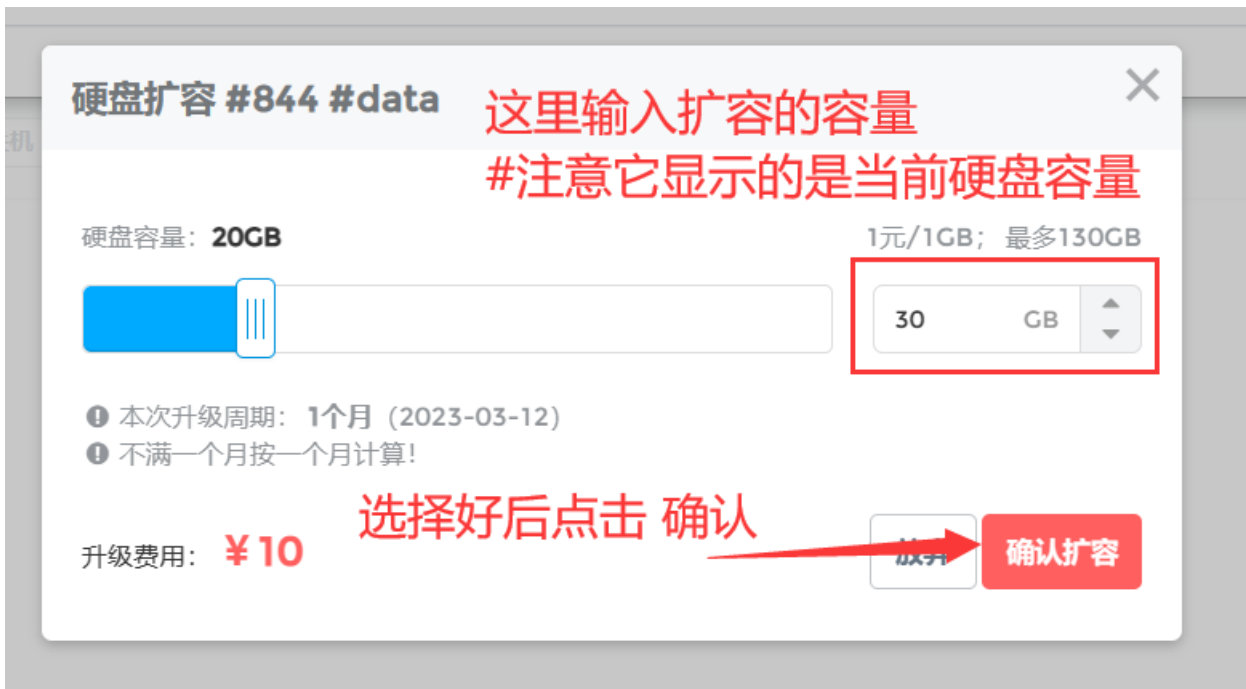 硬盘扩容 #844 #data
这里输入扩容的容量
#注意它显示的是当前硬盘容量
硬盘容量：20GB
1元/1GB； 最多130GB
30 GB
本次升级周期： 1个月（2023-03-12）
不满一个月按一个月计算！
选择好后点击 确认
升级费用： ￥10
放弃
确认扩容